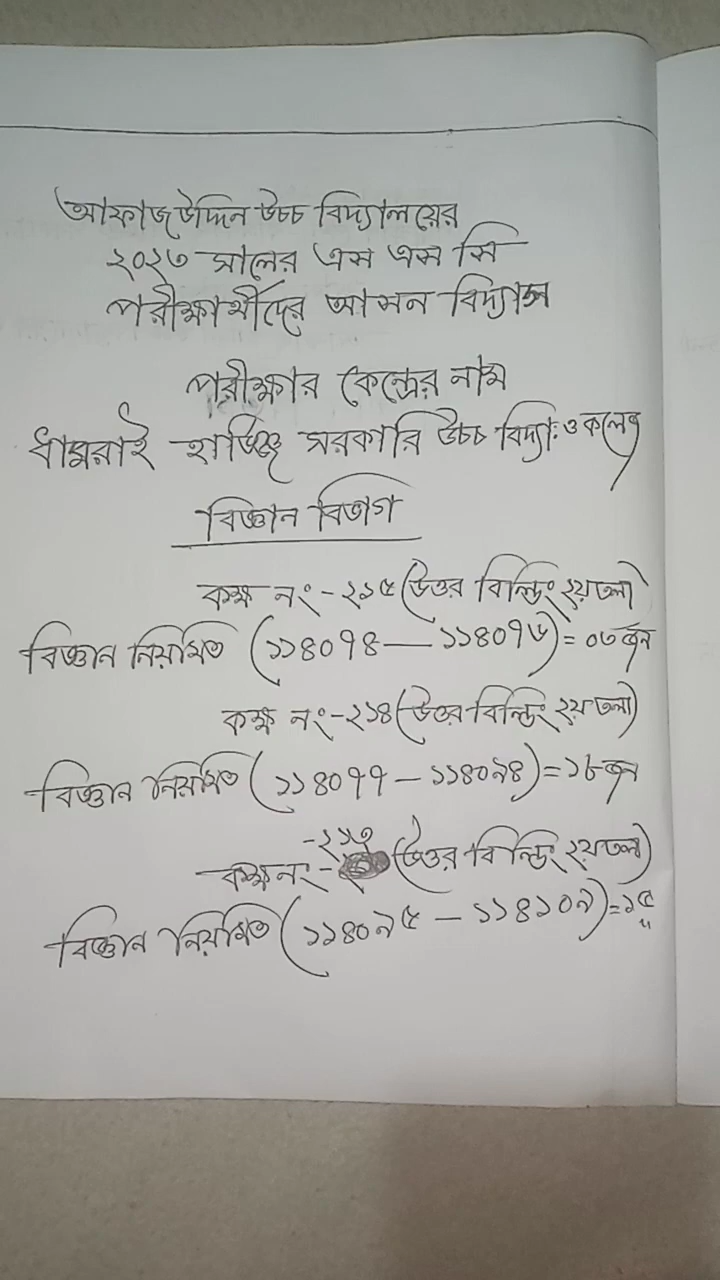 আফাজ উদ্দিন উচ্চ বিদ্যালয়ের
২০২৩ সালের এস এস সি
পরীক্ষার্থীদের আসন বিদ্যাস
পরীক্ষার কেন্দ্রের নাম
ধামরাই হার্ডিঞ্জ সরকারি উচ্চ বিদ্যাঃ ও কলেজ
বিজ্ঞান বিভাগ
কক্ষ নং - ২১৫ (উত্তর বিল্ডিং ২য় তলা)
বিজ্ঞান নিয়মিত (১১৪০৭৪ — ১১৪০৭৬) = ০৩ জন
কক্ষ নং - ২১৪ (উত্তর বিল্ডিং ২য় তলা)
বিজ্ঞান নিয়মিত (১১৪০৭৭ — ১১৪০৯৪) = ১৮ জন
কক্ষ নং - ২১৩ (উত্তর বিল্ডিং ২য় তলা)
বিজ্ঞান নিয়মিত (১১৪০৯৫ — ১১৪১০৯) = ১৫ "